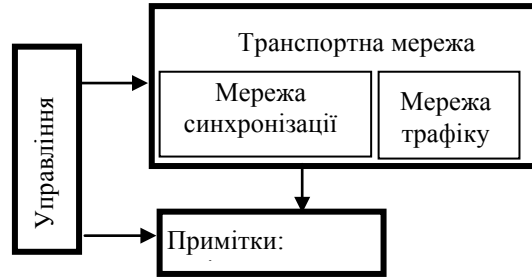 Управління
Транспортна мережа
Мережа
синхронізації
Мережа
трафіку
Примітки: